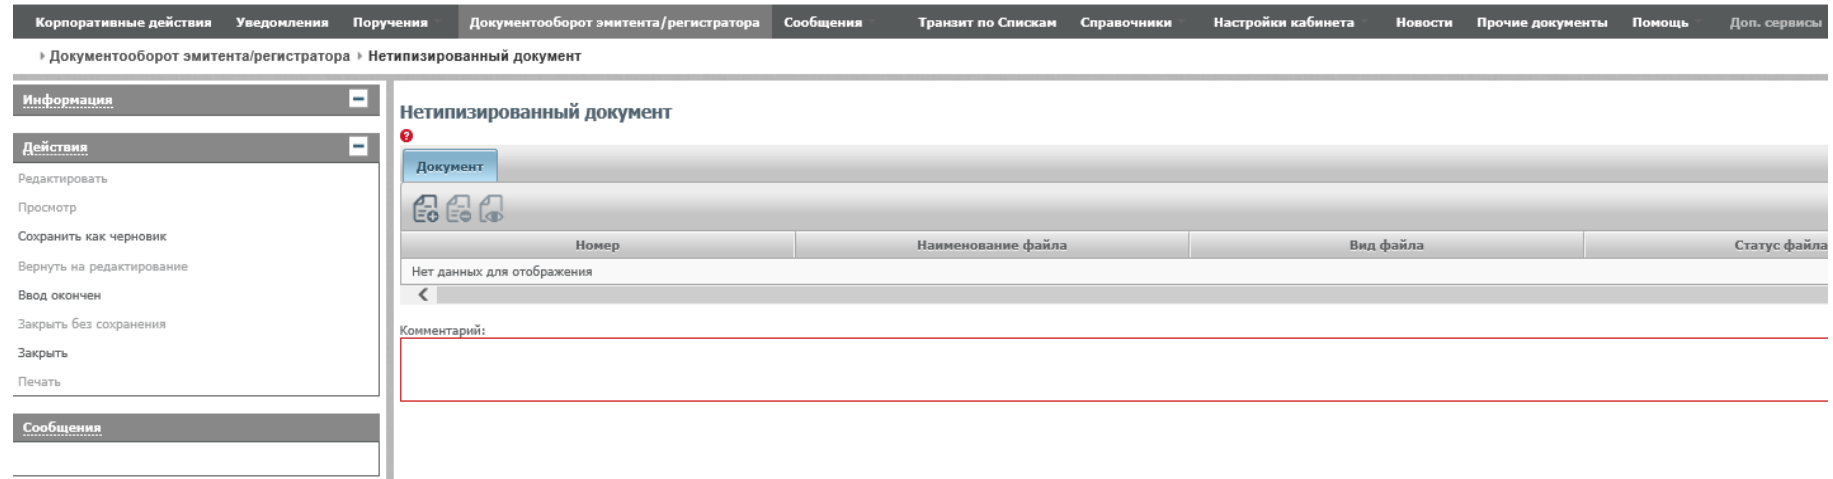 Корпоративные действия Уведомления Поручения Документооборот эмитента/регистратора Сообщения Транзит по Спискам Справочники Настройки кабинета Новости Прочие документы Помощь Доп. сервисы
Документооборот эмитента/регистратора Нетипизированный документ
Информация
Действия
Редактировать
Просмотр
Сохранить как черновик
Вернуть на редактирование
Ввод окончен
Закрыть без сохранения
Закрыть
Печать
Сообщения
Нетипизированный документ
?
Документ
Номер Наименование файла Вид файла Статус файла
Нет данных для отображения
Комментарий: